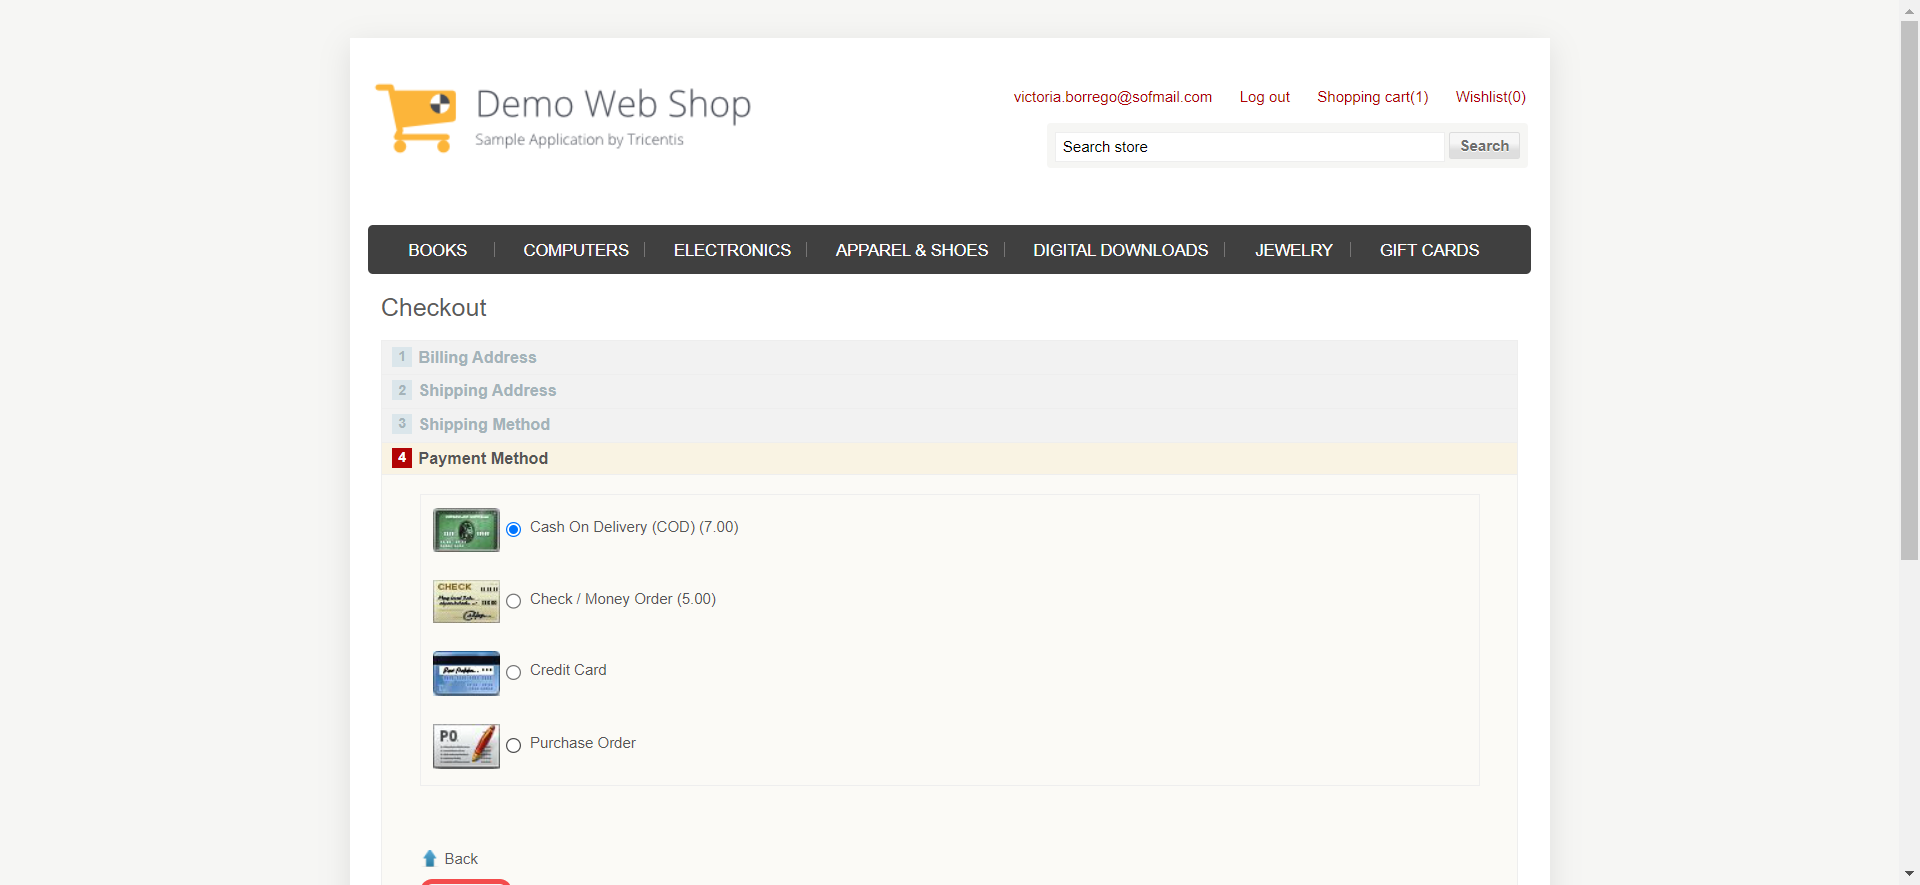 Demo Web Shop
Sample Application by Tricentis
victoria.borrego@sofmail.com Log out Shopping cart(1) Wishlist(0)
Search store Search
BOOKS COMPUTERS ELECTRONICS APPAREL & SHOES DIGITAL DOWNLOADS JEWELRY GIFT CARDS
Checkout
1 Billing Address
2 Shipping Address
3 Shipping Method
4 Payment Method
Cash On Delivery (COD) (7.00)
CHECK
Check / Money Order (5.00)
Credit Card
PO
Purchase Order
Back